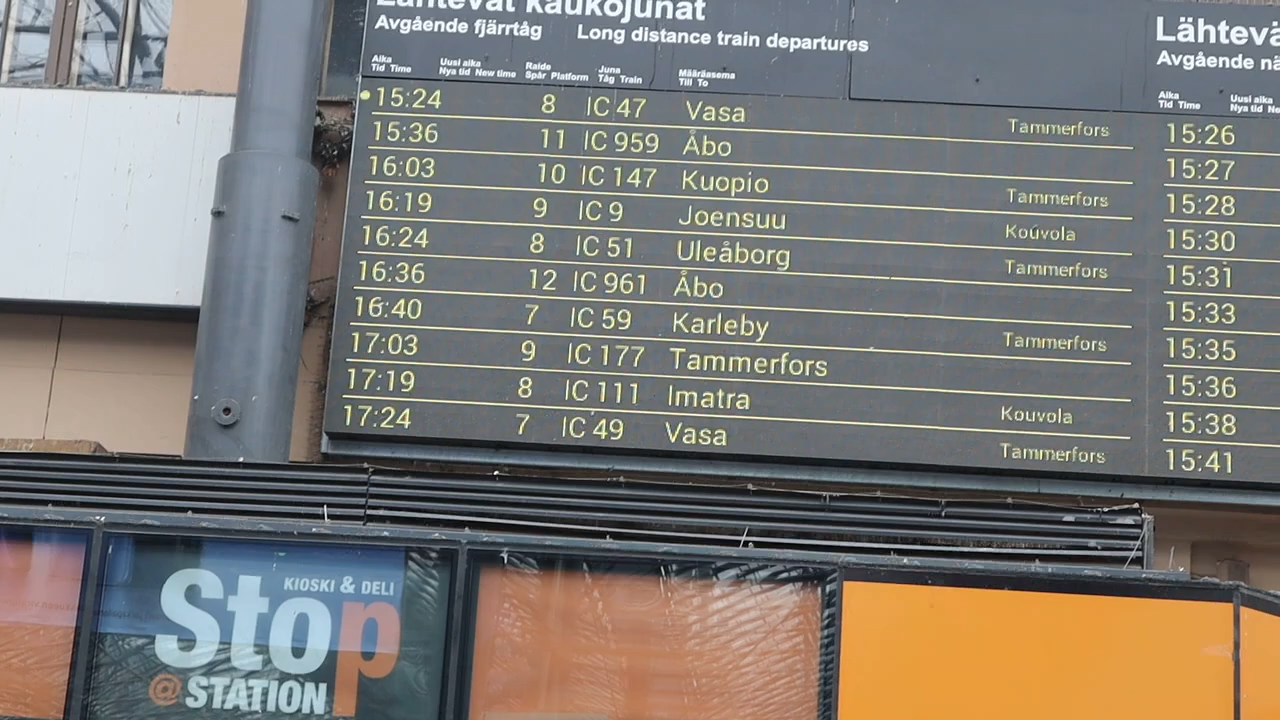 Lähtevät kaukojunat
Avgående fjärrtåg Long distance train departures
Aika Uusi aika Raide Juna Määräasema
Tid Time Nya tid New time Spår Platform Tåg Train Till To
15:24 8 IC 47 Vasa Tammerfors
15:36 11 IC 959 Åbo
16:03 10 IC 147 Kuopio Tammerfors
16:19 9 IC 9 Joensuu Kouvola
16:24 8 IC 51 Uleåborg Tammerfors
16:36 12 IC 961 Åbo
16:40 7 IC 59 Karleby Tammerfors
17:03 9 IC 177 Tammerfors
17:19 8 IC 111 Imatra Kouvola
17:24 7 IC 49 Vasa Tammerfors
Lähtevä
Avgående nä
Aika Uusi aika
Tid Time Nya tid Ne
15:26
15:27
15:28
15:30
15:31
15:33
15:35
15:36
15:38
15:41
KIOSKI & DELI
Stop
@STATION